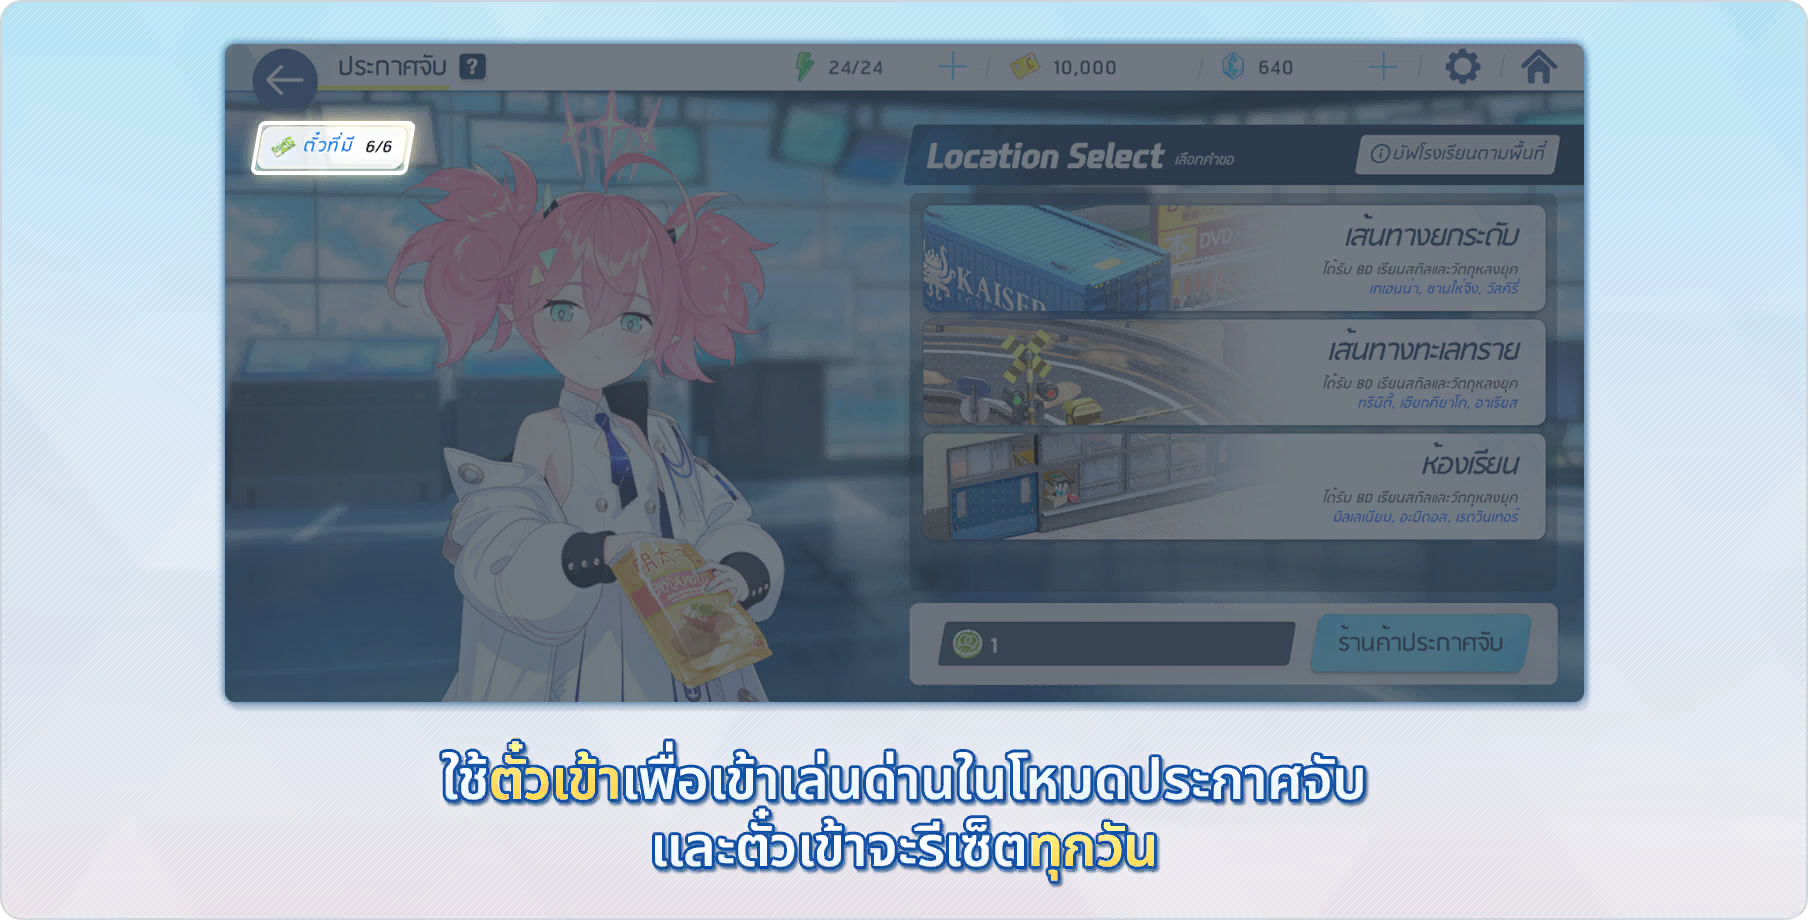 ประกาศจับ ?
24/24
10,000
640
ตั๋วที่มี 6/6
Location Select เลือกคำขอ
บัฟโรงเรียนตามพื้นที่
เส้นทางยกระดับ
ได้รับ BD เรียนสกิลและวัตถุหลงยุค
เกเฮนน่า, ซานไห่จิง, วัลคิรี่
DVD
KAISER
เส้นทางทะเลทราย
ได้รับ BD เรียนสกิลและวัตถุหลงยุค
ทรินิตี้, เฮียกคิยาโค, อาเรียส
ห้องเรียน
ได้รับ BD เรียนสกิลและวัตถุหลงยุค
มิลเลเนียม, อะบิดอส, เรดวินเทอร์
明太子
1
ร้านค้าประกาศจับ
ใช้ตั๋วเข้าเพื่อเข้าเล่นด่านในโหมดประกาศจับ
และตั๋วเข้าจะรีเซ็ตทุกวัน